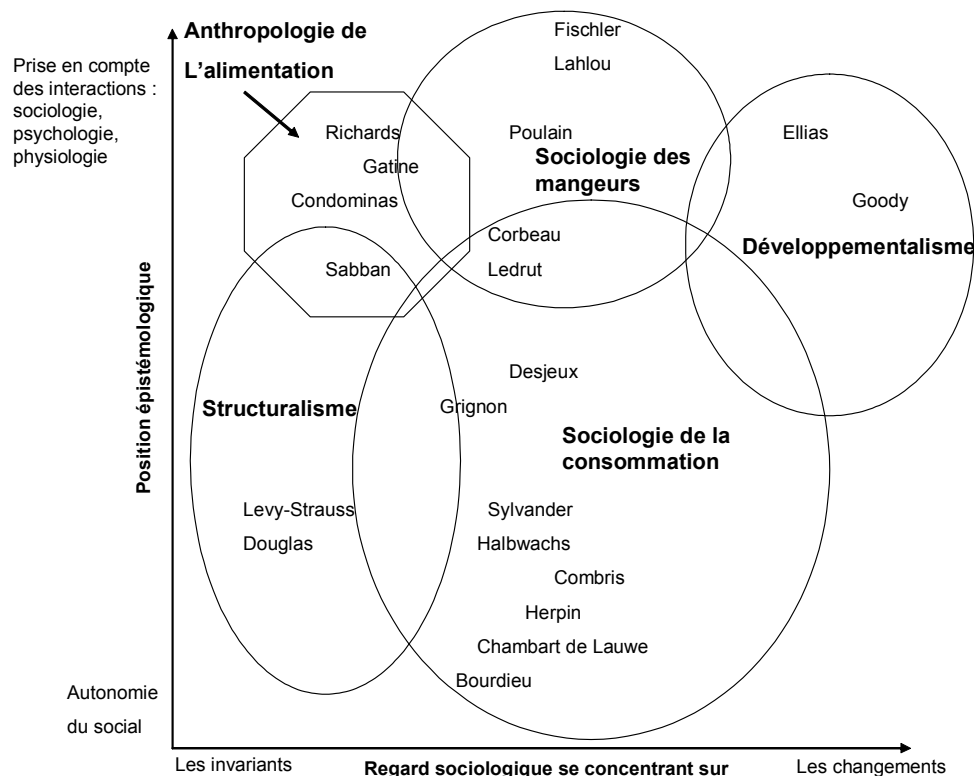 Anthropologie de
L'alimentation
Prise en compte
des interactions :
sociologie,
psychologie,
physiologie
Fischler
Lahlou
Richards
Gatine
Condominas
Sabban
Poulain
Sociologie des
mangeurs
Corbeau
Ledrut
Ellias
Goody
Développementalisme
Position épistémologique
Structuralisme
Levy-Strauss
Douglas
Desjeux
Grignon
Sociologie de la
consommation
Sylvander
Halbwachs
Combris
Herpin
Chambart de Lauwe
Bourdieu
Autonomie
du social
Les invariants
Regard sociologique se concentrant sur
Les changements